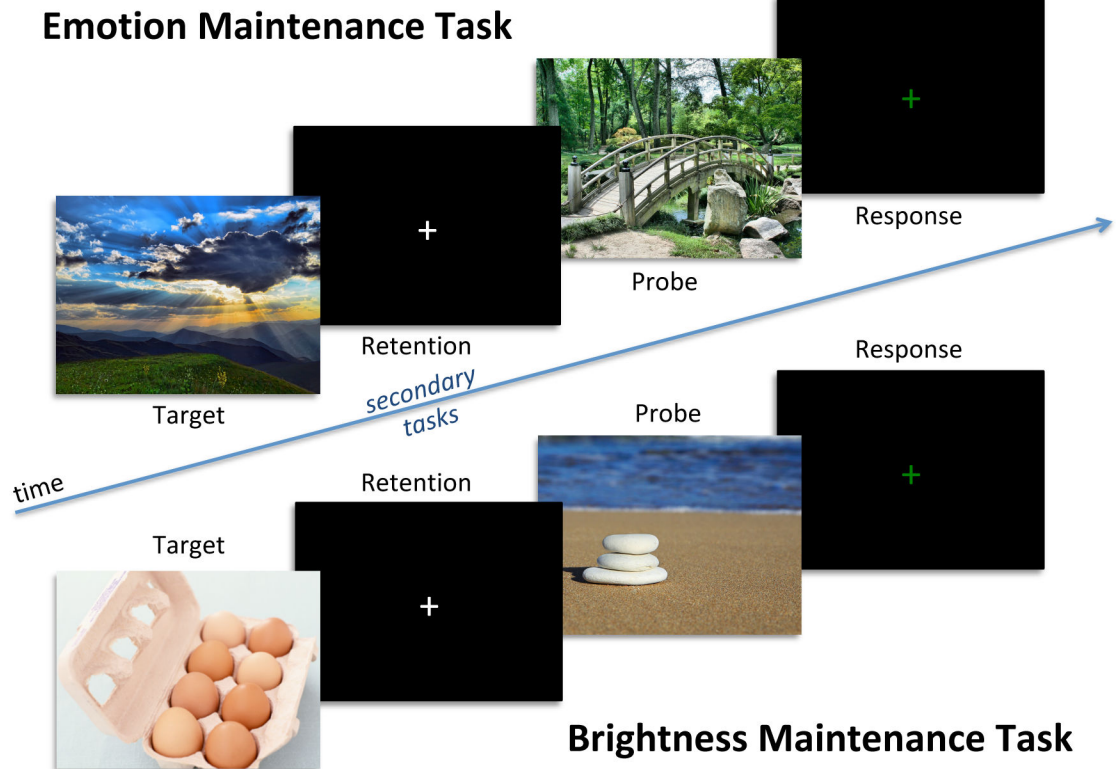 Emotion Maintenance Task
Response
Probe
Retention
Target
secondary
tasks
time
Response
Probe
Retention
Target
Brightness Maintenance Task